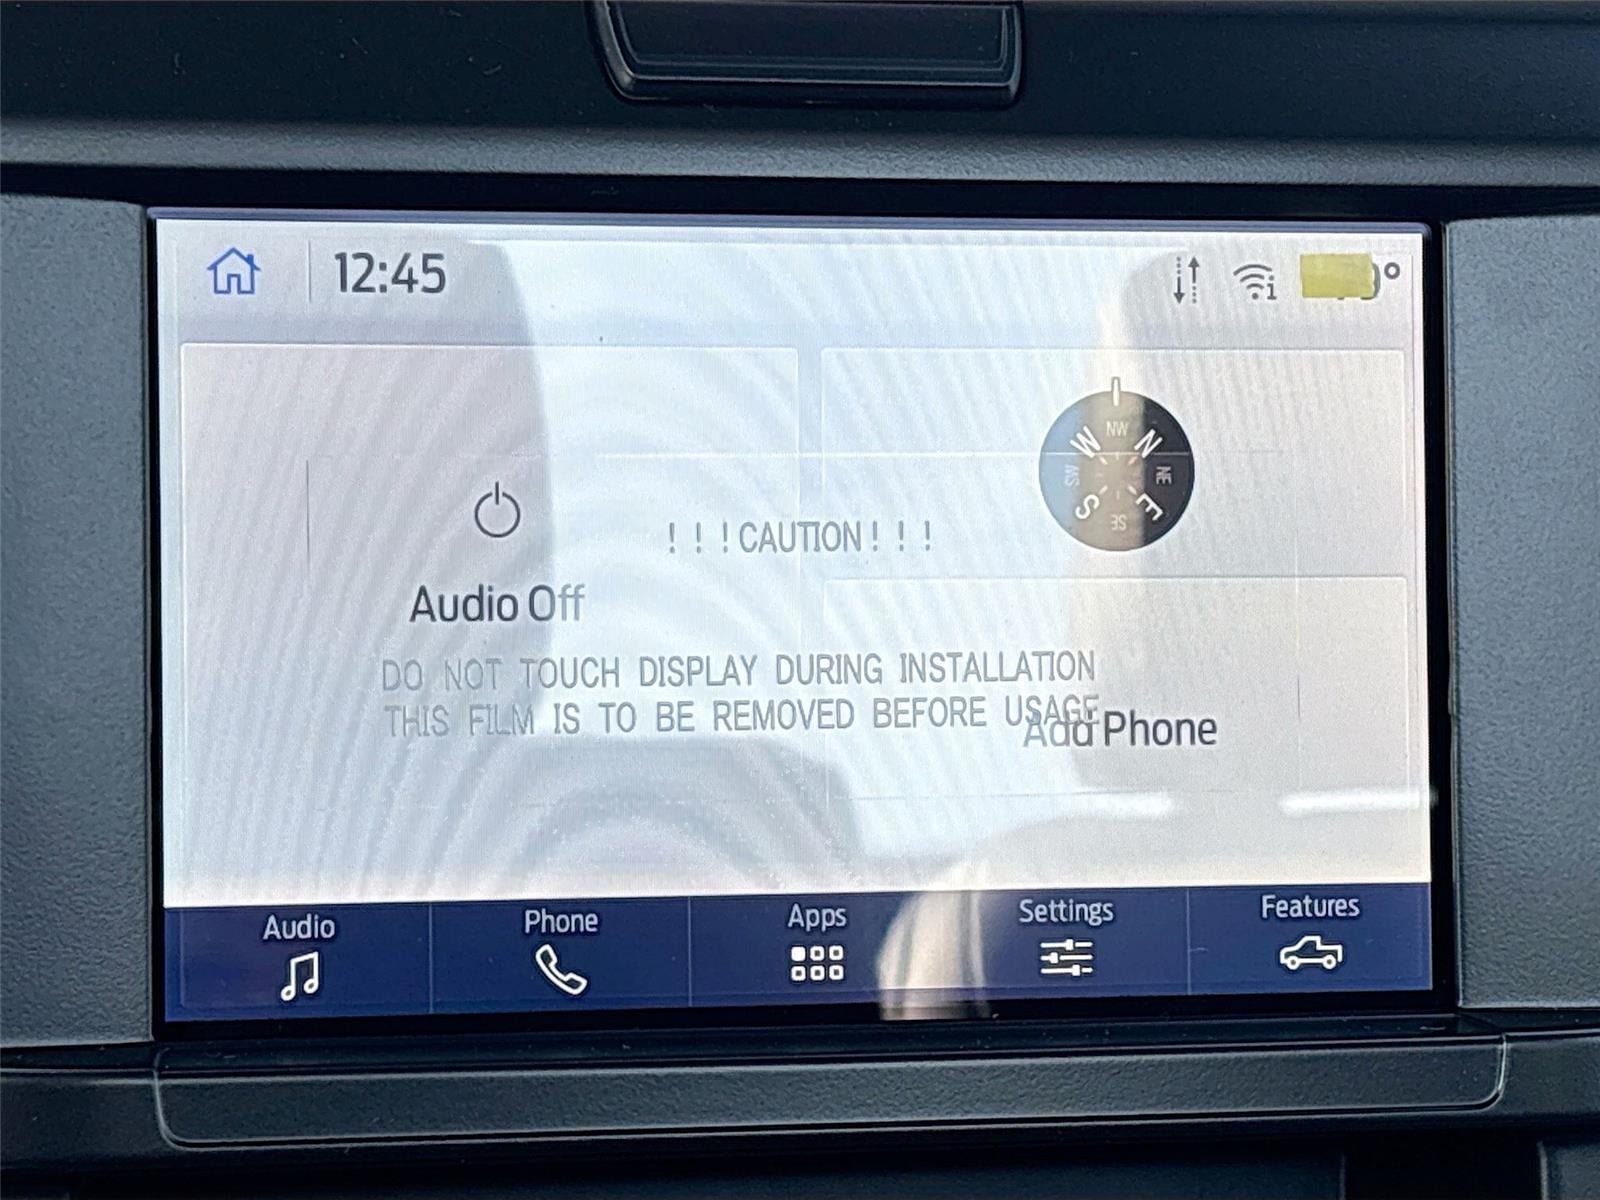 12:45
NW
W N
SW NE
S E
SE
! ! ! CAUTION ! ! !
Audio Off
DO NOT TOUCH DISPLAY DURING INSTALLATION
THIS FILM IS TO BE REMOVED BEFORE USAGE
Add Phone
Audio Phone Apps Settings Features